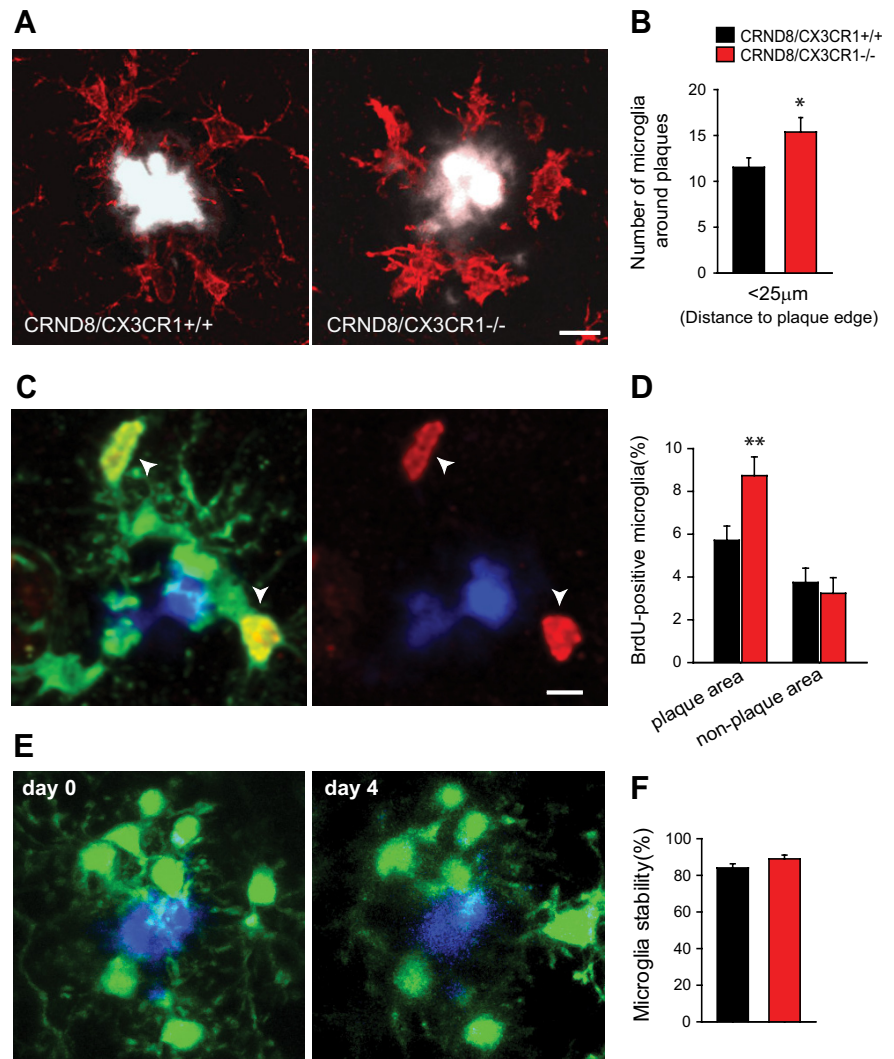 A
CRND8/CX3CR1+/+
CRND8/CX3CR1-/-
B
CRND8/CX3CR1+/+
CRND8/CX3CR1-/-
Number of microglia
around plaques
20
15
10
5
0
*
<25μm
(Distance to plaque edge)
C
D
BrdU-positive microglia(%)
10
8
6
4
2
0
**
plaque area
non-plaque area
E
day 0
day 4
F
Microglia stability(%)
100
80
60
40
20
0